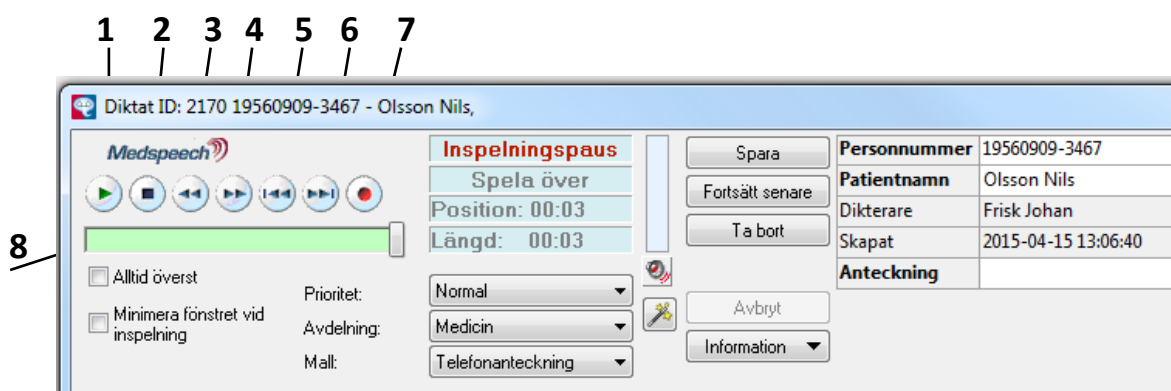 1 2 3 4 5 6 7
Diktat ID: 2170 19560909-3467 - Olsson Nils,
Medspeech
Inspelningspaus
Spela över
Position: 00:03
Längd: 00:03
8
Alltid överst
Minimera fönstret vid
inspelning
Prioritet: Normal
Avdelning: Medicin
Mall: Telefonanteckning
Spara
Fortsätt senare
Ta bort
Avbryt
Information
Personnummer 19560909-3467
Patientnamn Olsson Nils
Dikterare Frisk Johan
Skapat 2015-04-15 13:06:40
Anteckning